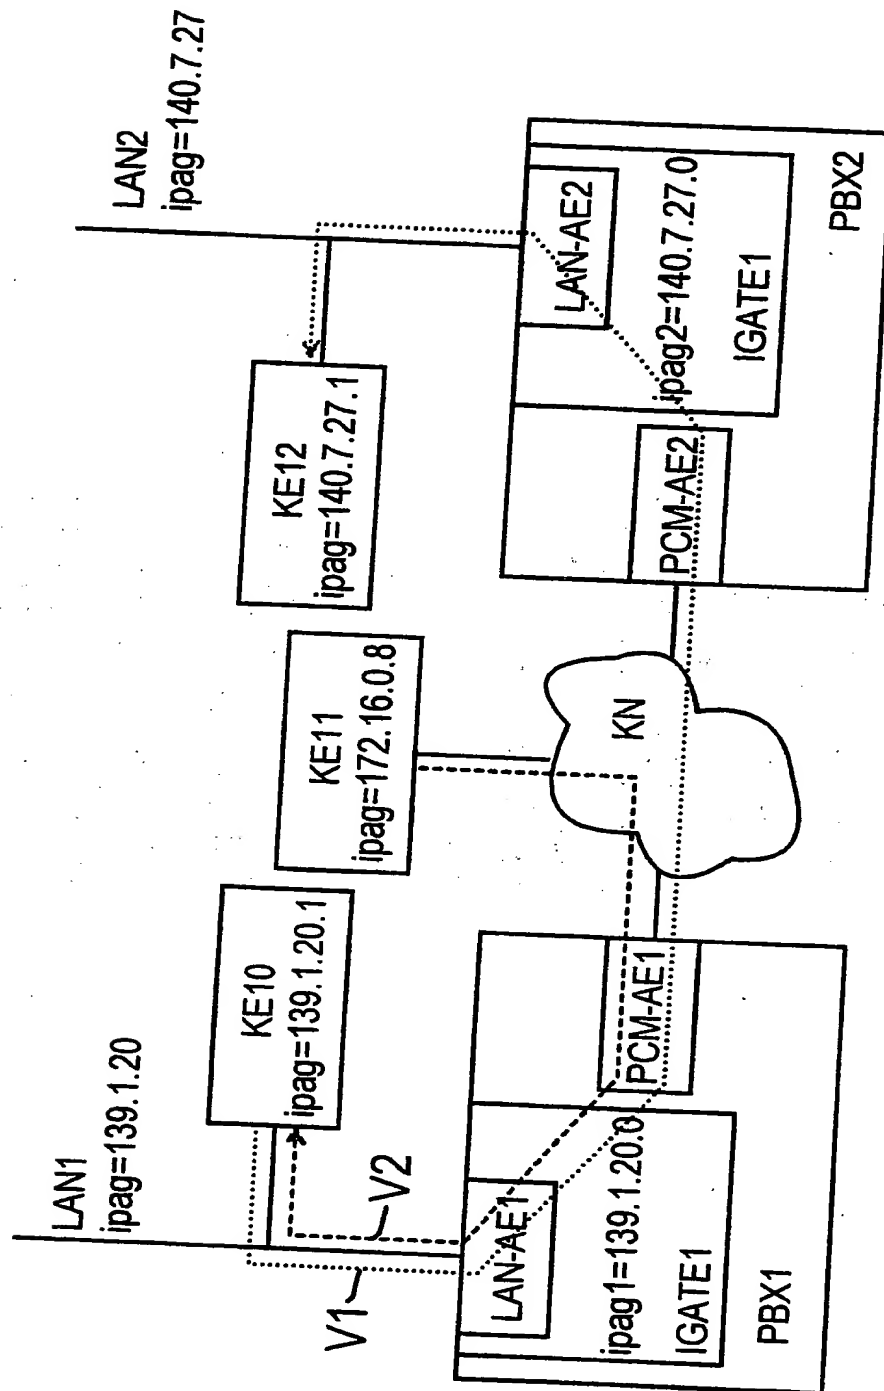 LAN1
ipag=139.1.20
LAN2
ipag=140.7.27
KE10
ipag=139.1.20.1
KE11
ipag=172.16.0.8
KE12
ipag=140.7.27.1
V1
V2
LAN-AE1
ipag1=139.1.20.0
IGATE1
PBX1
PCM-AE1
KN
PCM-AE2
LAN-AE2
ipag2=140.7.27.0
IGATE1
PBX2